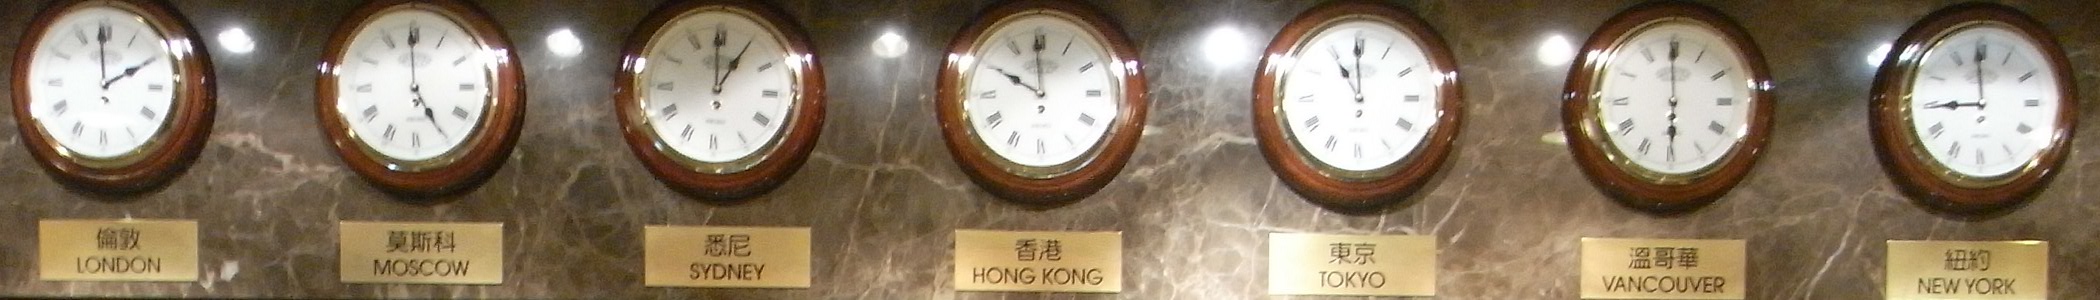 倫敦
LONDON
莫斯科
MOSCOW
悉尼
SYDNEY
香港
HONG KONG
東京
TOKYO
溫哥華
VANCOUVER
紐約
NEW YORK